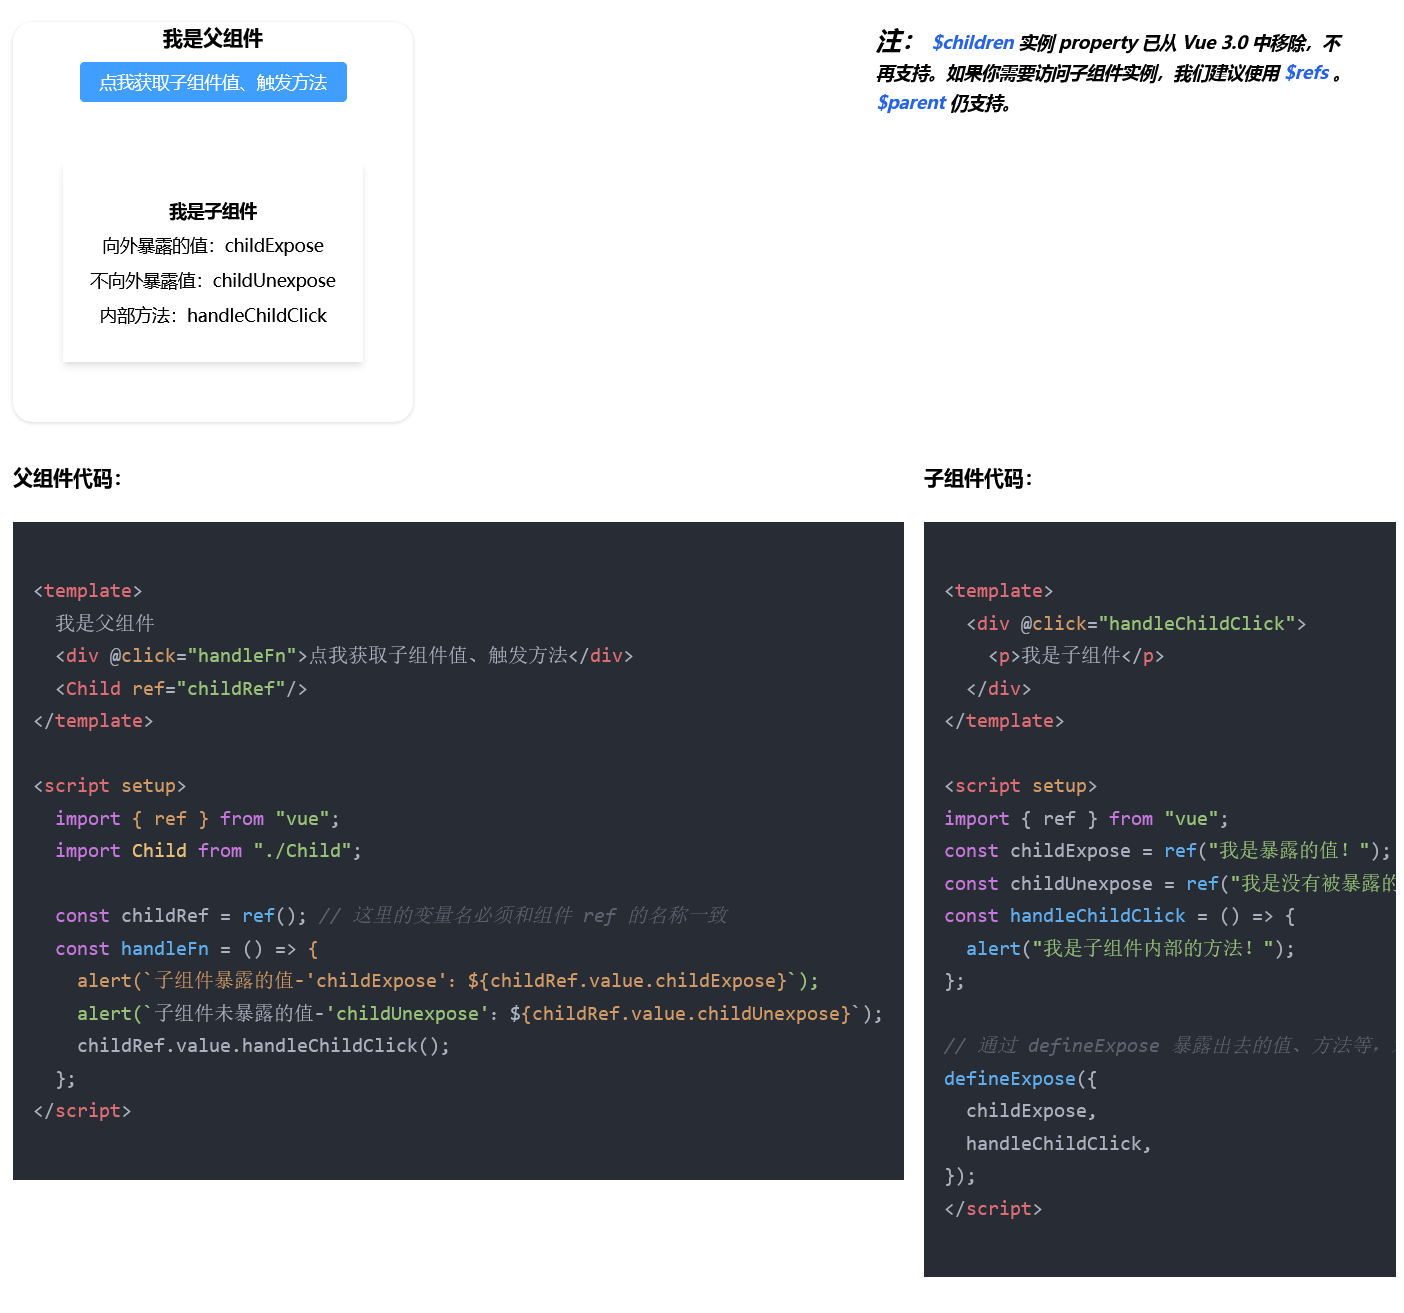 我是父组件
点我获取子组件值、触发方法
我是子组件
向外暴露的值：childExpose
不向外暴露值：childUnexpose
内部方法：handleChildClick
注： $children 实例 property 已从 Vue 3.0 中移除，不
再支持。如果你需要访问子组件实例，我们建议使用 $refs 。
$parent 仍支持。
父组件代码：
<template>
  我是父组件
  <div @click="handleFn">点我获取子组件值、触发方法</div>
  <Child ref="childRef"/>
</template>
<script setup>
  import { ref } from "vue";
  import Child from "./Child";
  const childRef = ref(); // 这里的变量名必须和组件 ref 的名称一致
  const handleFn = () => {
    alert(`子组件暴露的值-'childExpose'：${childRef.value.childExpose}`);
    alert(`子组件未暴露的值-'childUnexpose'：${childRef.value.childUnexpose}`);
    childRef.value.handleChildClick();
  };
</script>
子组件代码：
<template>
  <div @click="handleChildClick">
    <p>我是子组件</p>
  </div>
</template>
<script setup>
import { ref } from "vue";
const childExpose = ref("我是暴露的值！");
const childUnexpose = ref("我是没有被暴露的
const handleChildClick = () => {
  alert("我是子组件内部的方法！");
};
// 通过 defineExpose 暴露出去的值、方法等，
defineExpose({
  childExpose,
  handleChildClick,
});
</script>